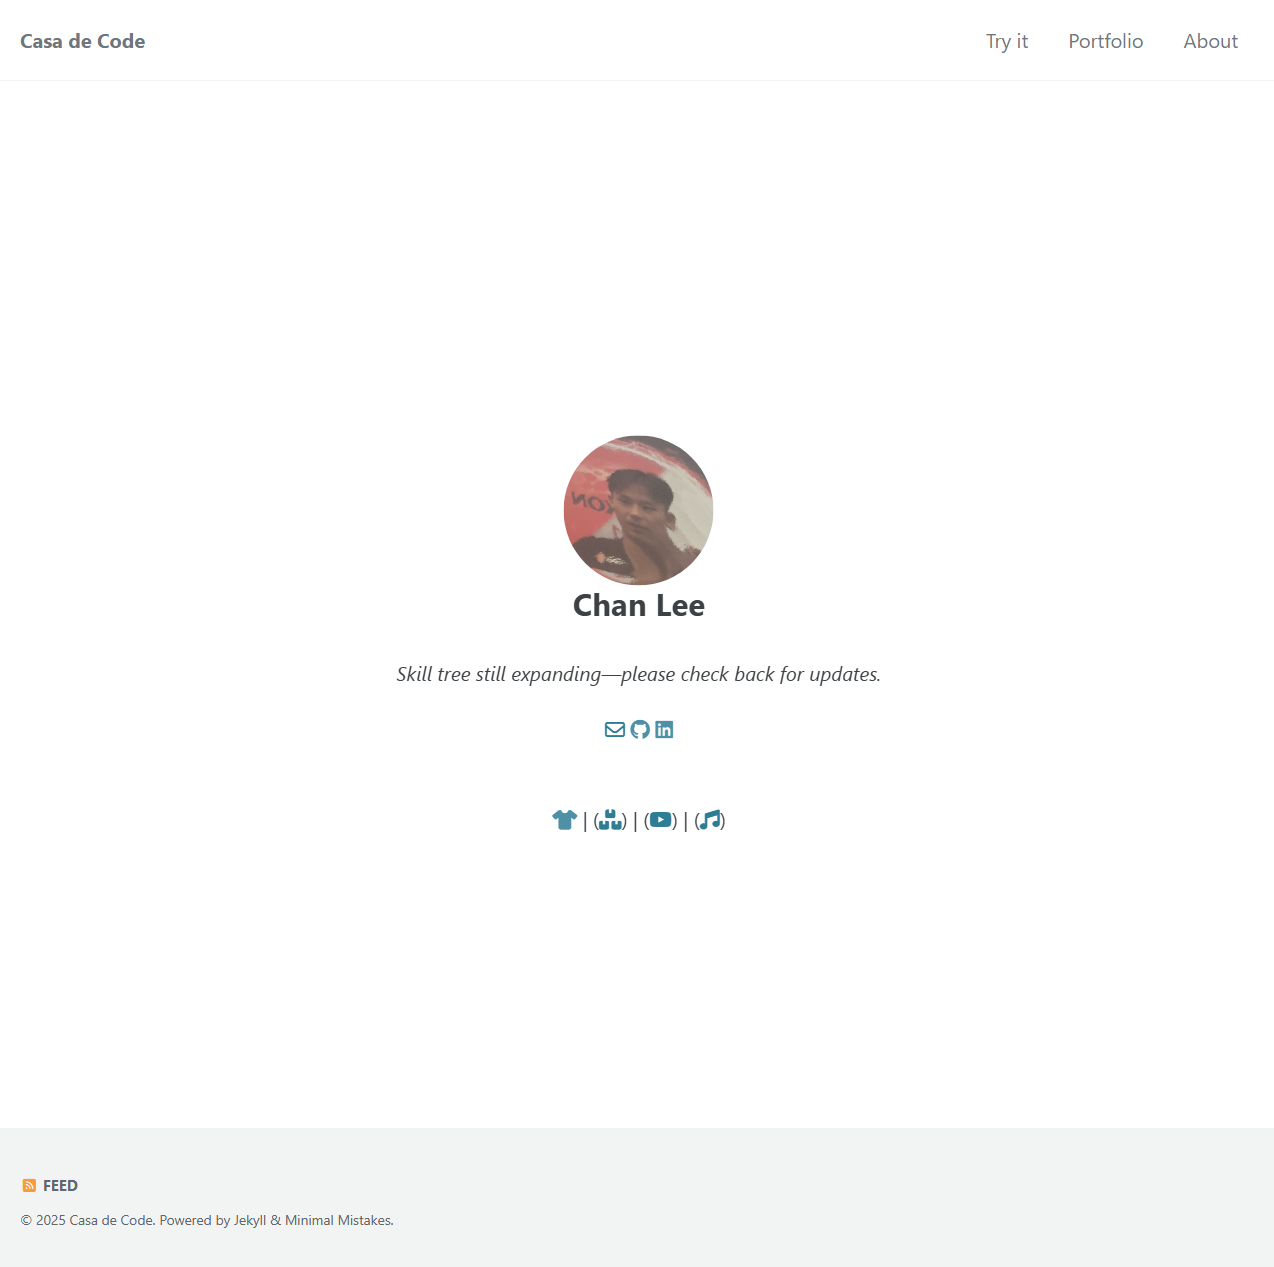 Casa de Code
Try it
Portfolio
About
Chan Lee
Skill tree still expanding—please check back for updates.
| () | () | ()
FEED
© 2025 Casa de Code. Powered by Jekyll & Minimal Mistakes.